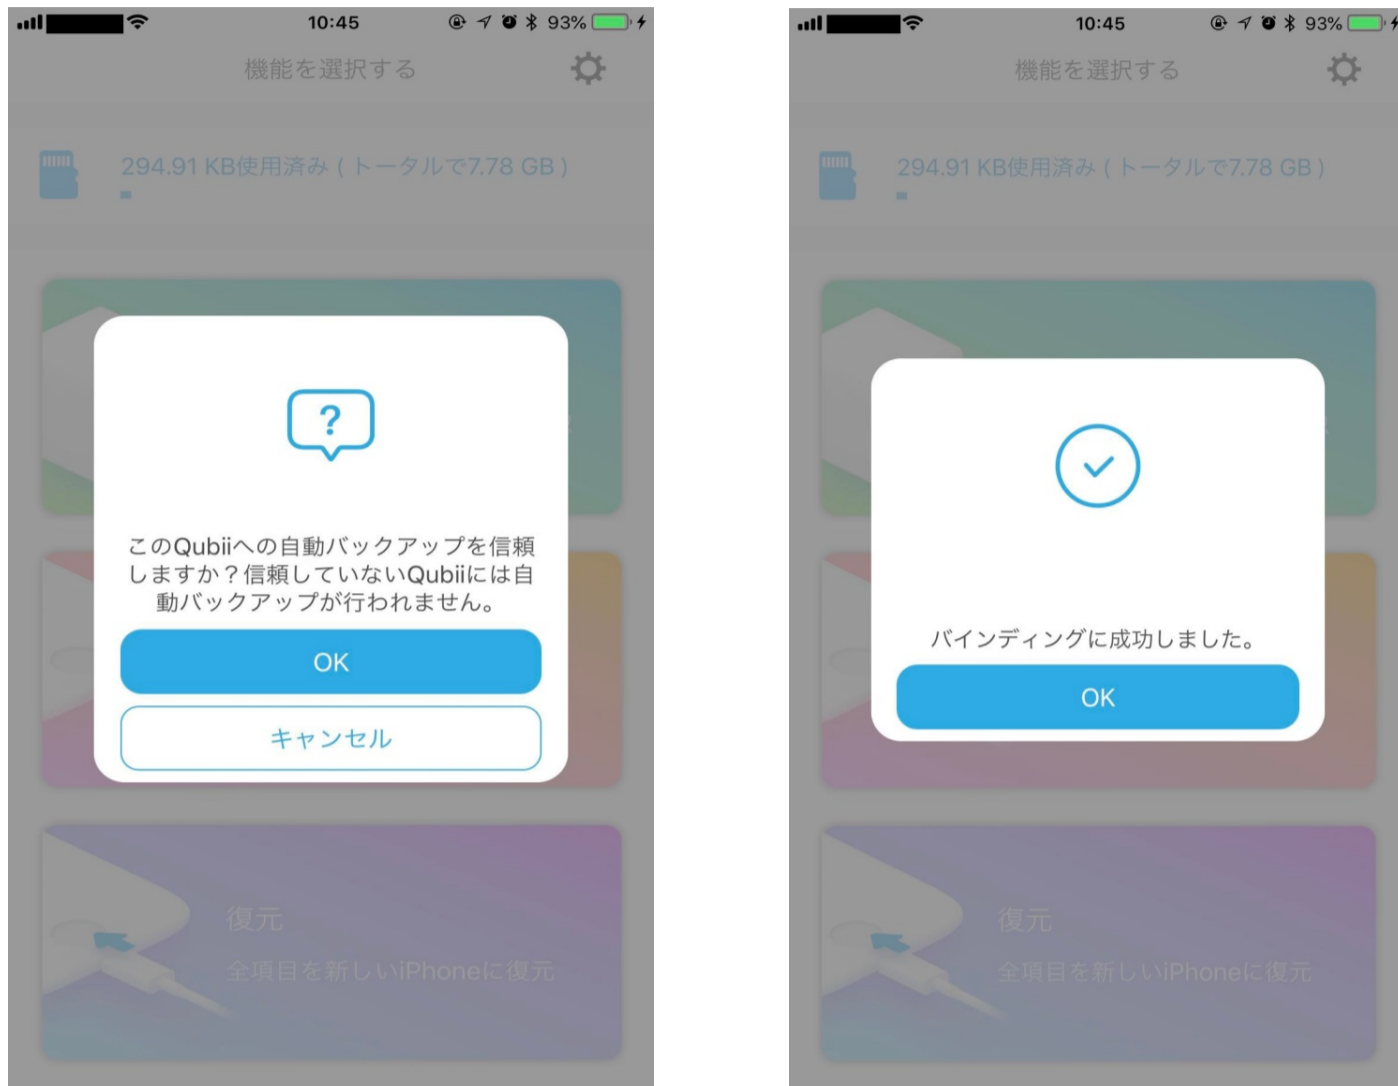 10:45
93%
機能を選択する
294.91 KB使用済み ( トータルで7.78 GB )
?
このQubiiへの自動バックアップを信頼
しますか？信頼していないQubiiには自
動バックアップが行われません。
OK
キャンセル
復元
全項目を新しいiPhoneに復元
10:45
93%
機能を選択する
294.91 KB使用済み ( トータルで7.78 GB )
バインディングに成功しました。
OK
復元
全項目を新しいiPhoneに復元